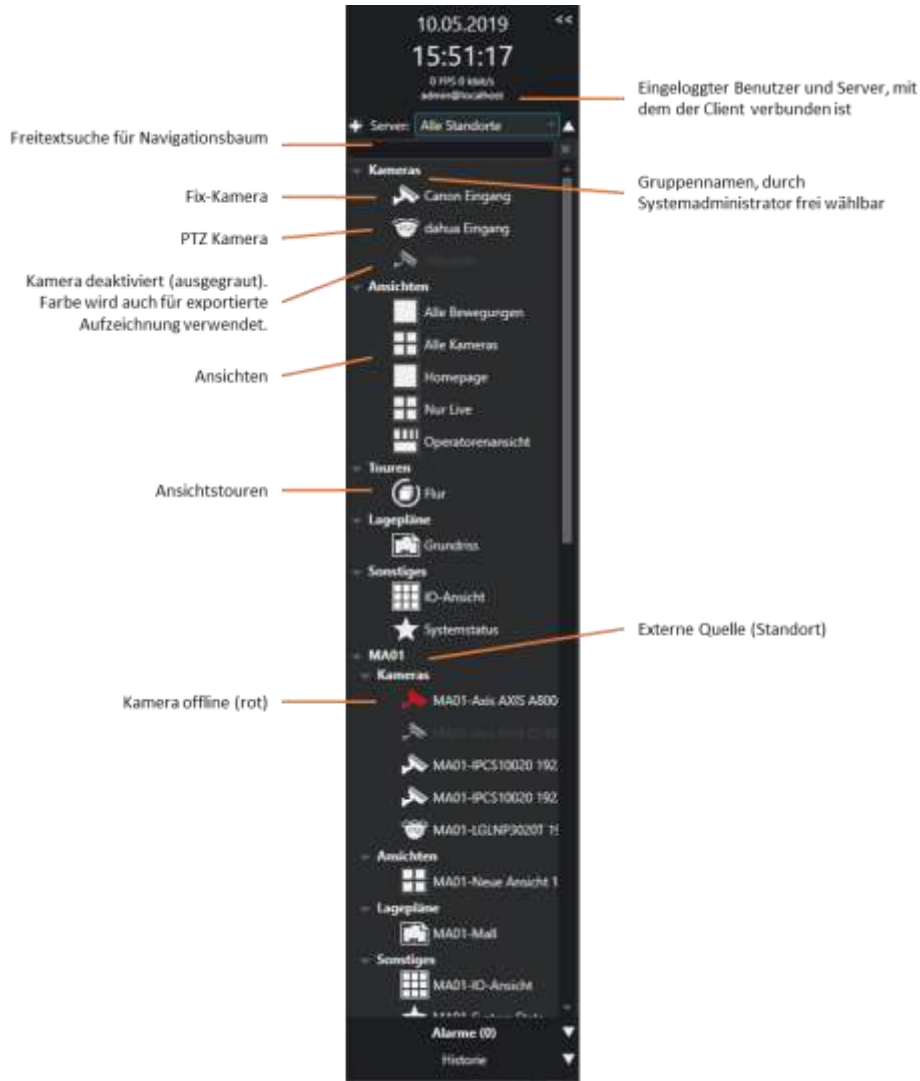 10.05.2019 <<
15:51:17
0 FPS 0 kbit/s
admin@localhost
Eingeloggter Benutzer und Server, mit
dem der Client verbunden ist
Server: Alle Standorte
Freitextsuche für Navigationsbaum
Kameras
Gruppennamen, durch
Systemadministrator frei wählbar
Fix-Kamera
Canon Eingang
PTZ Kamera
dahua Eingang
Kamera deaktiviert (ausgegraut).
Farbe wird auch für exportierte
Aufzeichnung verwendet.
Ansichten
Alle Bewegungen
Alle Kameras
Ansichten
Homepage
Nur Live
Operatorenansicht
Touren
Ansichtstouren
Flur
Lagepläne
Grundriss
Sonstiges
IO-Ansicht
Systemstatus
Externe Quelle (Standort)
MA01
Kameras
Kamera offline (rot)
MA01-Axis AXIS A800
MA01-IPCS10020 192.
MA01-IPCS10020 192.
MA01-LGLNP3020T 19
Ansichten
MA01-Neue Ansicht 1
Lagepläne
MA01-Mall
Sonstiges
MA01-IO-Ansicht
Alarme (0)
Historie